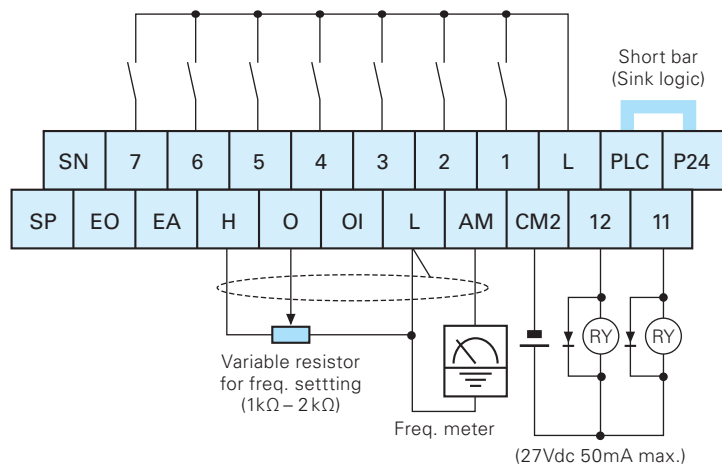 Short bar
(Sink logic)
SN 7 6 5 4 3 2 1 L PLC P24
SP EO EA H O OI L AM CM2 12 11
RY RY
Variable resistor
for freq. settting
(1kΩ – 2kΩ)
Freq. meter
(27Vdc 50mA max.)